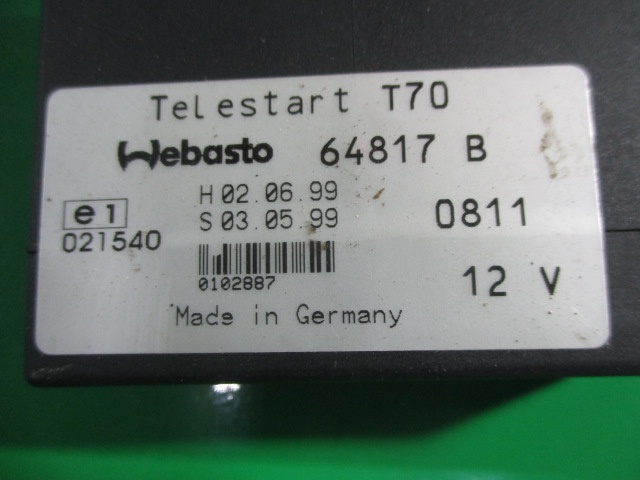 Telestart T70
Webasto 64817 B
H 02.06.99
S 03.05.99
0811
e1
021540
0102887
12 V
Made in Germany